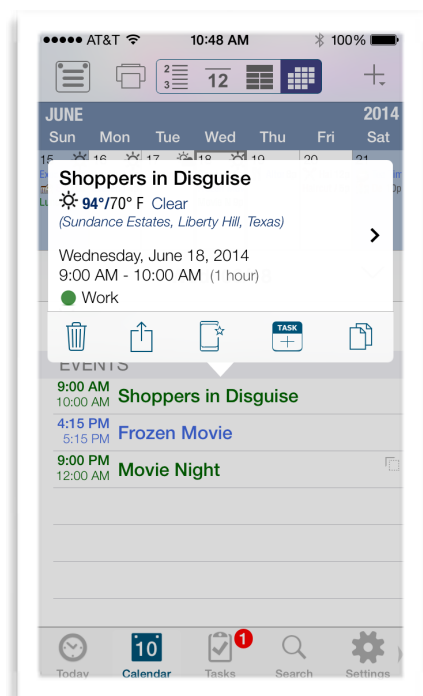 AT&T 10:48 AM 100%
2 3 12
JUNE 2014
Sun Mon Tue Wed Thu Fri Sat
15 16 17 18 19 20 21
Shoppers in Disguise
94°/70° F Clear
(Sundance Estates, Liberty Hill, Texas)
Wednesday, June 18, 2014
9:00 AM - 10:00 AM (1 hour)
Work
TASK
EVENTS
9:00 AM
10:00 AM Shoppers in Disguise
4:15 PM
5:15 PM Frozen Movie
9:00 PM
12:00 AM Movie Night
10 1
Today Calendar Tasks Search Settings